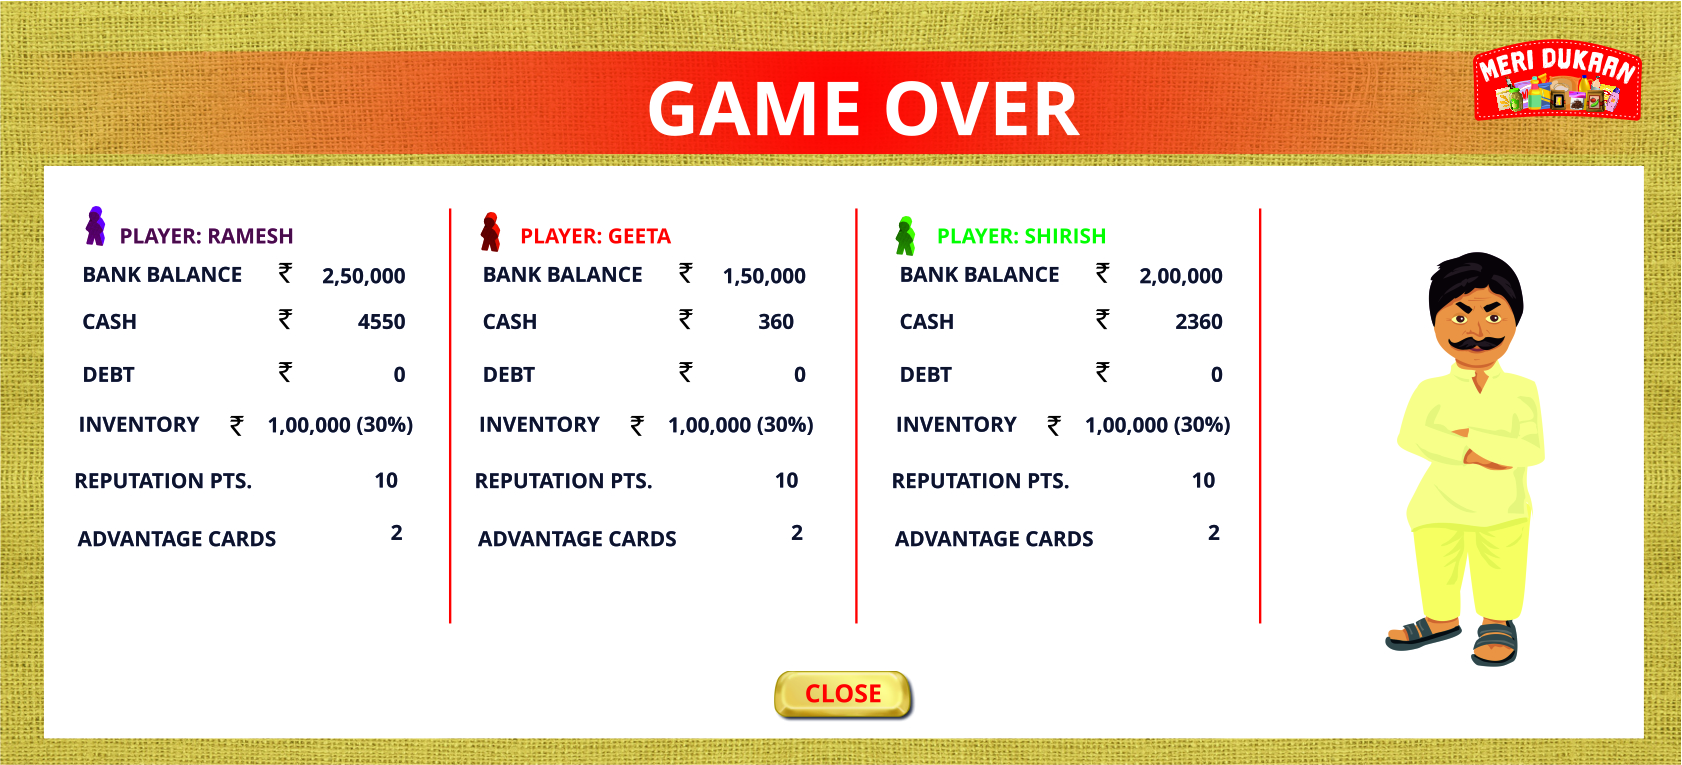 MERI DUKAAN
GAME OVER
PLAYER: RAMESH
BANK BALANCE ₹ 2,50,000
CASH ₹ 4550
DEBT ₹ 0
INVENTORY ₹ 1,00,000 (30%)
REPUTATION PTS. 10
ADVANTAGE CARDS 2
PLAYER: GEETA
BANK BALANCE ₹ 1,50,000
CASH ₹ 360
DEBT ₹ 0
INVENTORY ₹ 1,00,000 (30%)
REPUTATION PTS. 10
ADVANTAGE CARDS 2
PLAYER: SHIRISH
BANK BALANCE ₹ 2,00,000
CASH ₹ 2360
DEBT ₹ 0
INVENTORY ₹ 1,00,000 (30%)
REPUTATION PTS. 10
ADVANTAGE CARDS 2
CLOSE